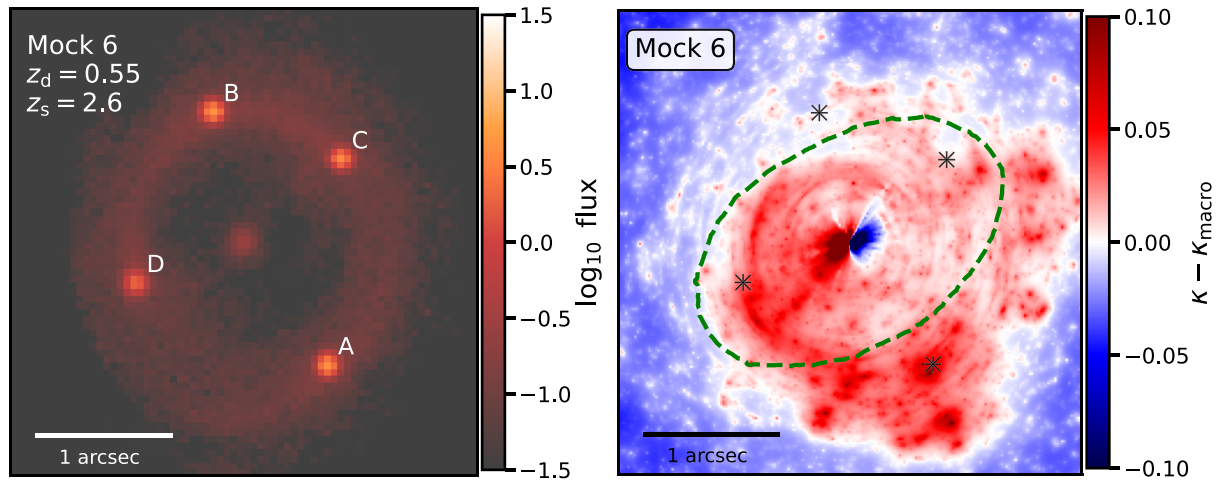 Mock 6
z_d = 0.55
z_s = 2.6
B
C
D
A
1 arcsec
1.5
1.0
0.5
0.0
−0.5
−1.0
−1.5
log₁₀ flux
Mock 6
1 arcsec
0.10
0.05
0.00
−0.05
−0.10
κ − κ_macro